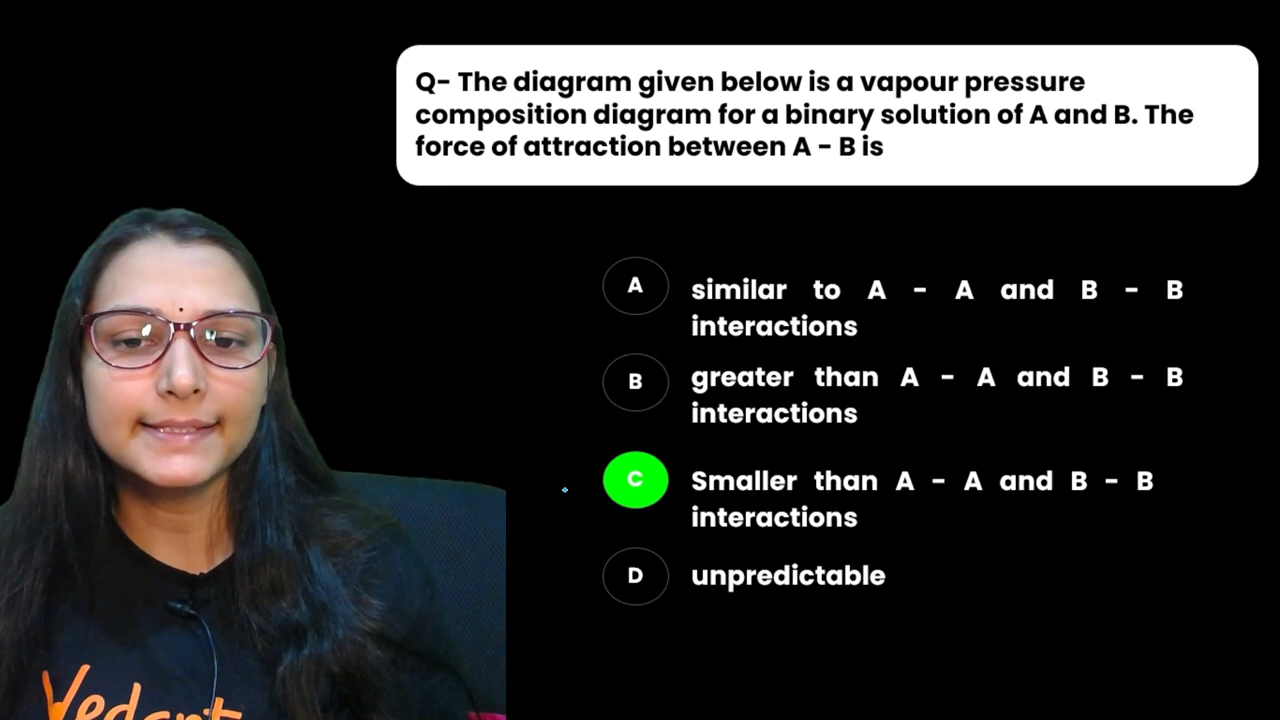 Q- The diagram given below is a vapour pressure
composition diagram for a binary solution of A and B. The
force of attraction between A - B is
A similar to A - A and B - B
interactions
B greater than A - A and B - B
interactions
C Smaller than A - A and B - B
interactions
D unpredictable